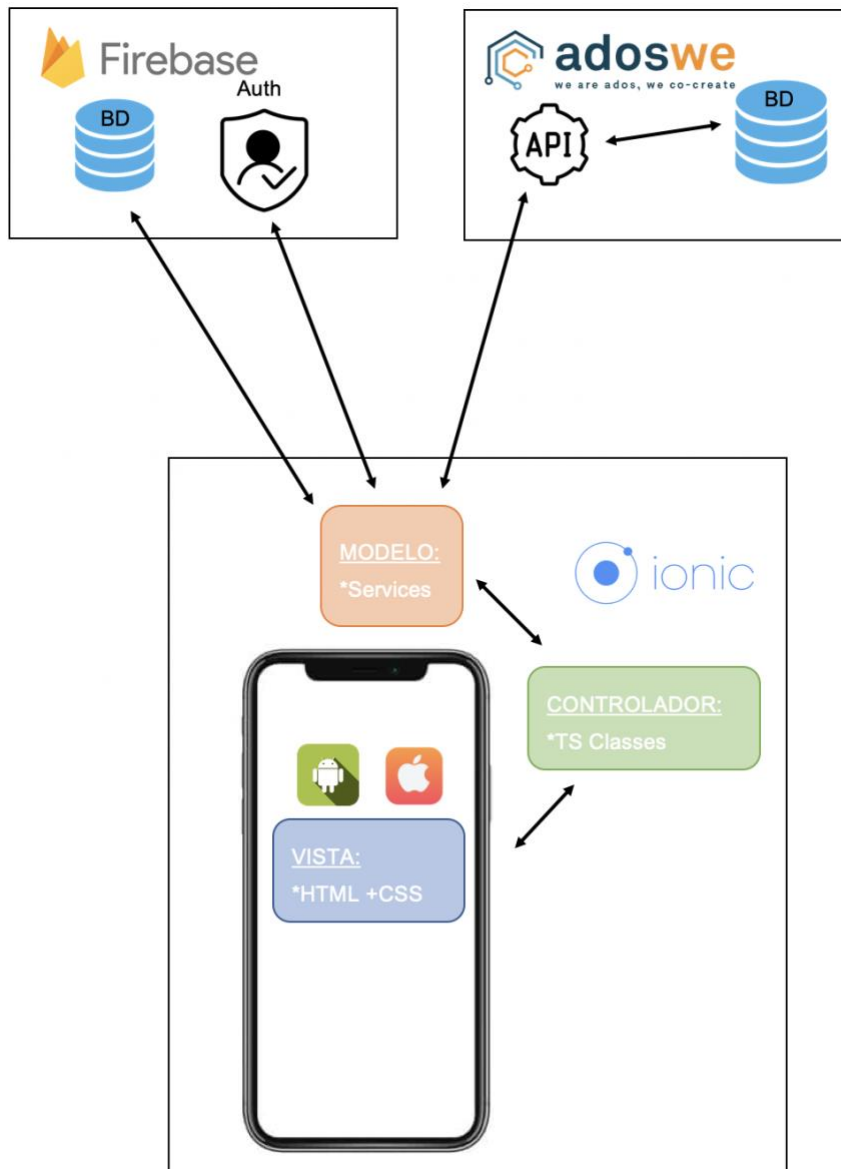 Firebase
BD
Auth
adoswe
we are ados, we co-create
API
BD
MODELO:
*Services
ionic
CONTROLADOR:
*TS Classes
VISTA:
*HTML +CSS